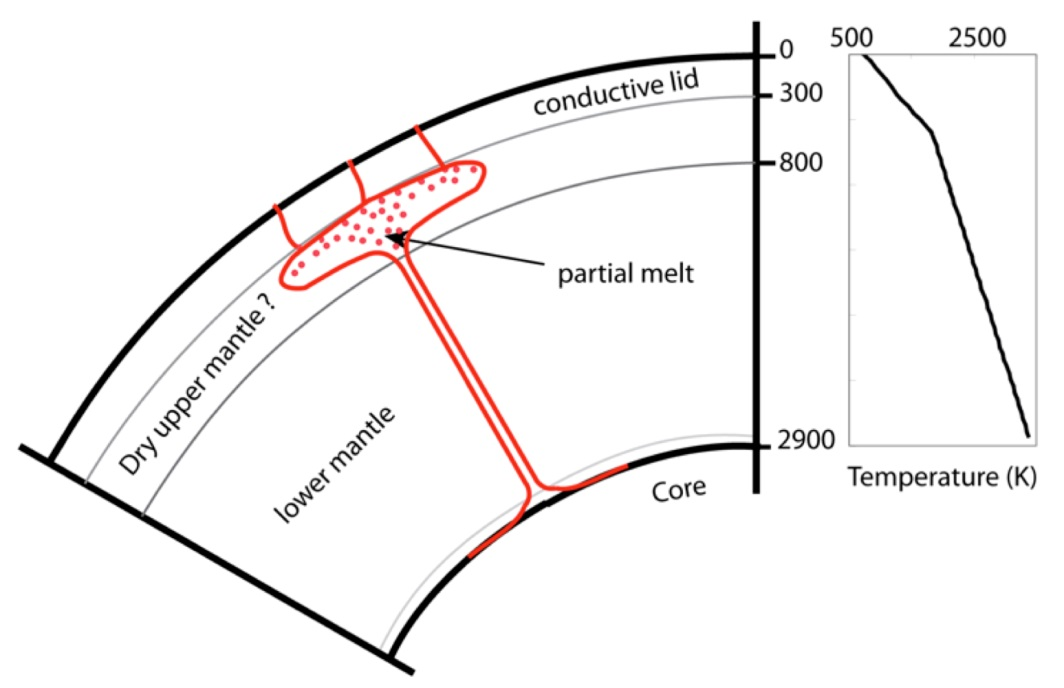 0
500
2500
300
conductive lid
800
partial melt
Dry upper mantle ?
lower mantle
2900
Core
Temperature (K)